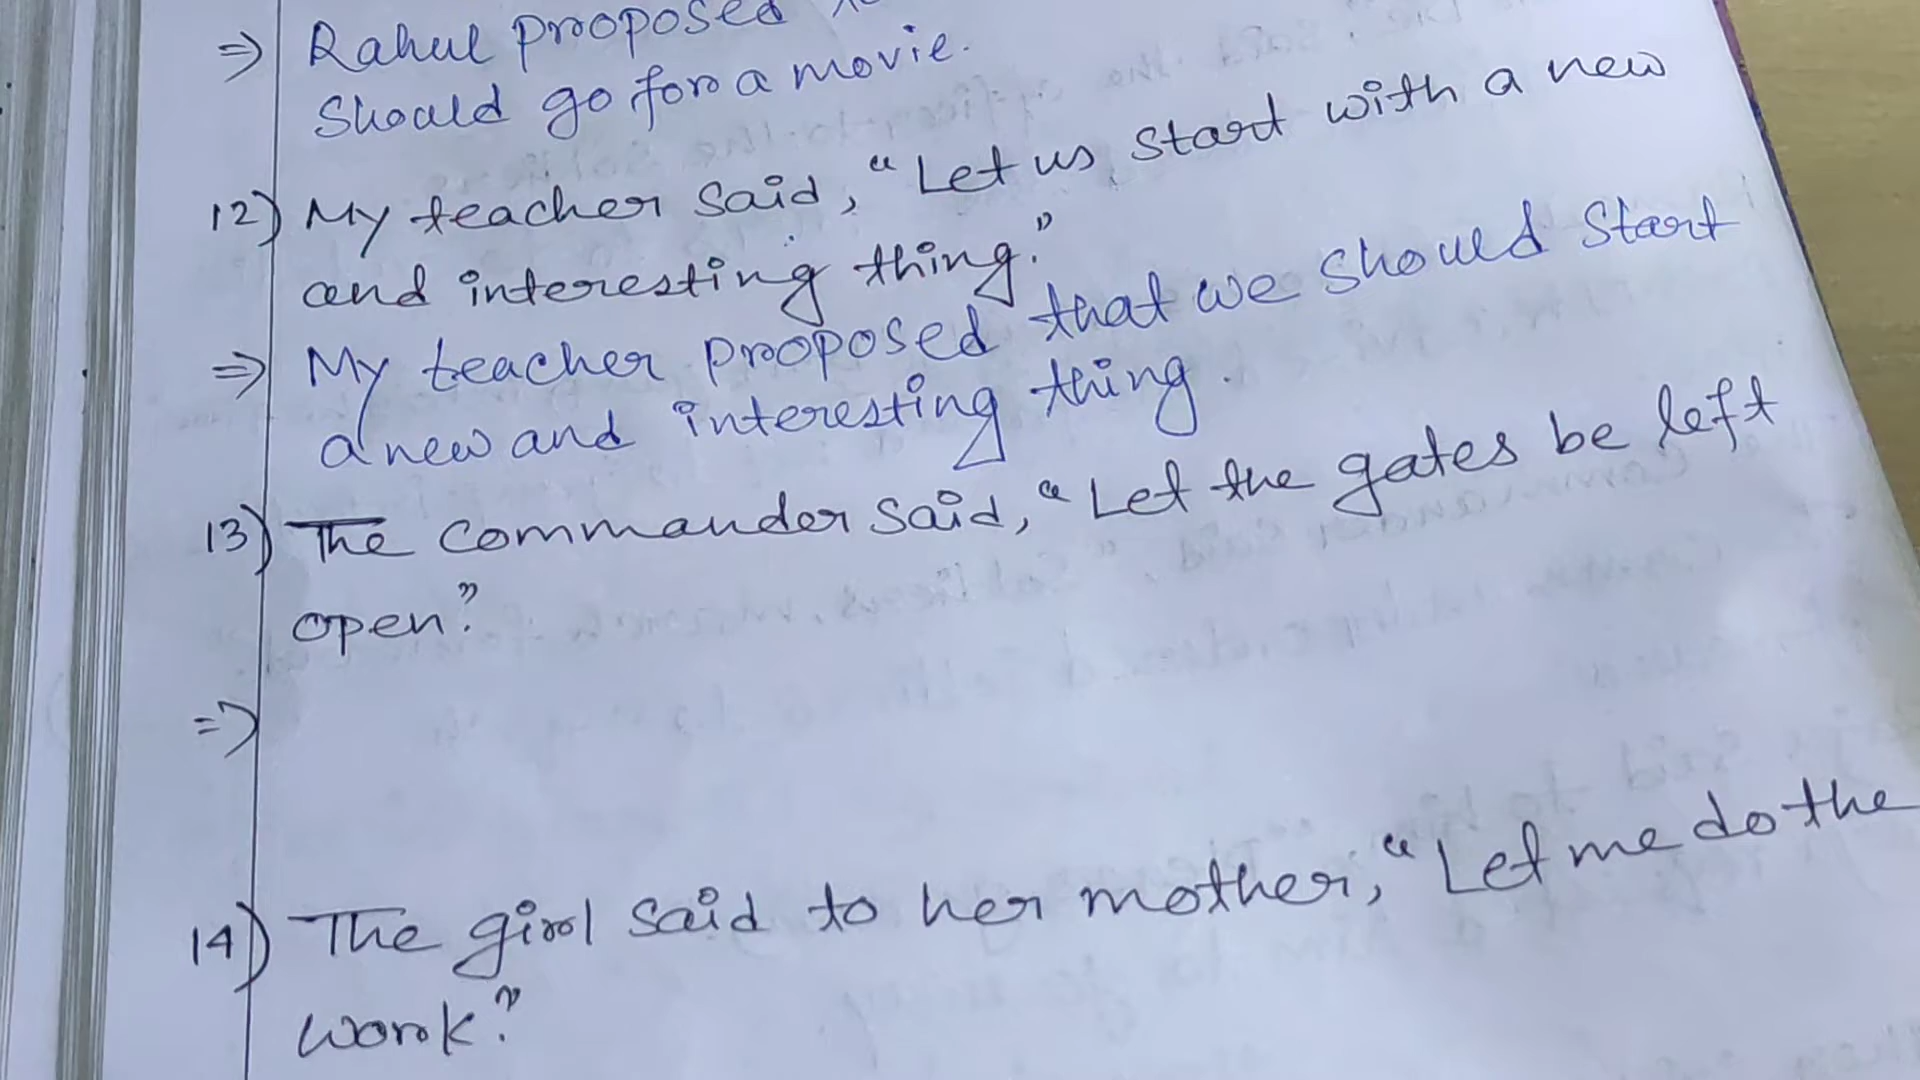 => Rahul proposed
should go for a movie.
12) My teacher said, "Let us start with a new
and interesting thing."
=> My teacher proposed that we should start
a new and interesting thing.
13) The commander said, "Let the gates be left
open."
=>
14) The girl said to her mother, "Let me do the
work."